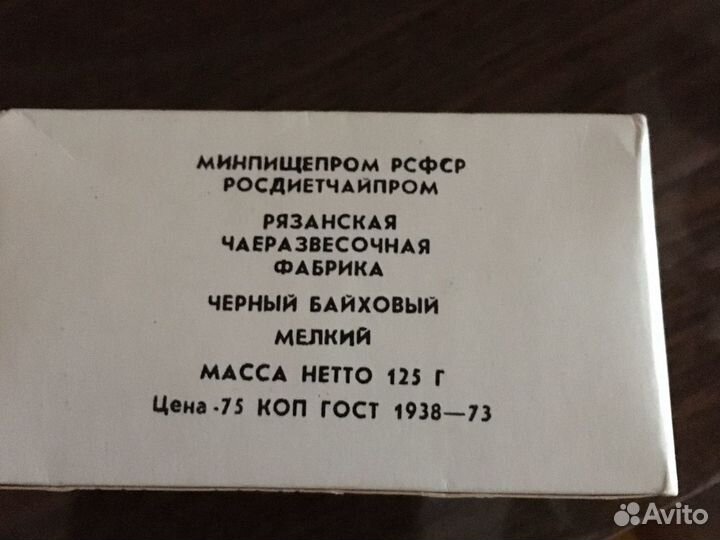 МИНПИЩЕПРОМ РСФСР
РОСДИЕТЧАЙПРОМ
РЯЗАНСКАЯ
ЧАЕРАЗВЕСОЧНАЯ
ФАБРИКА
ЧЕРНЫЙ БАЙХОВЫЙ
МЕЛКИЙ
МАССА НЕТТО 125 Г
Цена -75 КОП ГОСТ 1938—73
Avito